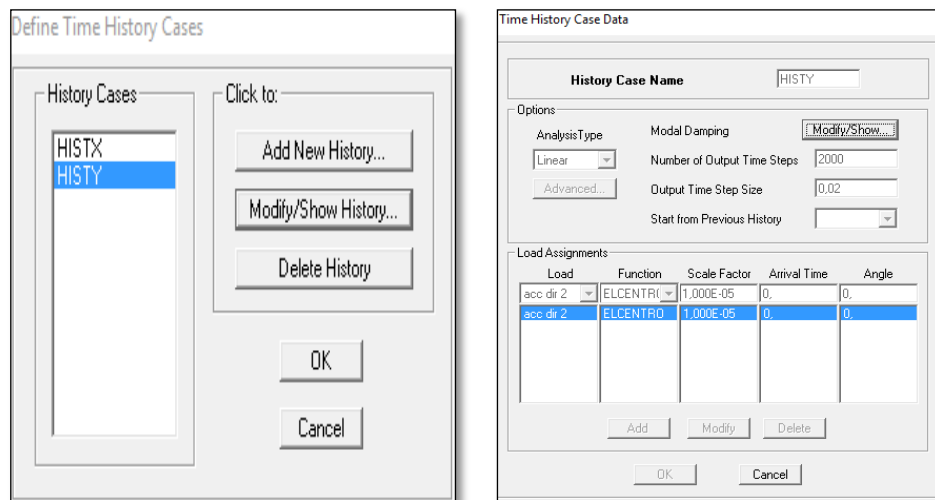 Define Time History Cases
History Cases
HISTX
HISTY
Click to:
Add New History...
Modify/Show History...
Delete History
OK
Cancel
Time History Case Data
History Case Name HISTY
Options
AnalysisType
Linear
Advanced...
Modal Damping Modify/Show...
Number of Output Time Steps 2000
Output Time Step Size 0,02
Start from Previous History
Load Assignments
Load Function Scale Factor Arrival Time Angle
acc dir 2 ELCENTR( 1,000E-05 0, 0,
acc dir 2 ELCENTRO 1,000E-05 0, 0,
Add Modify Delete
OK Cancel